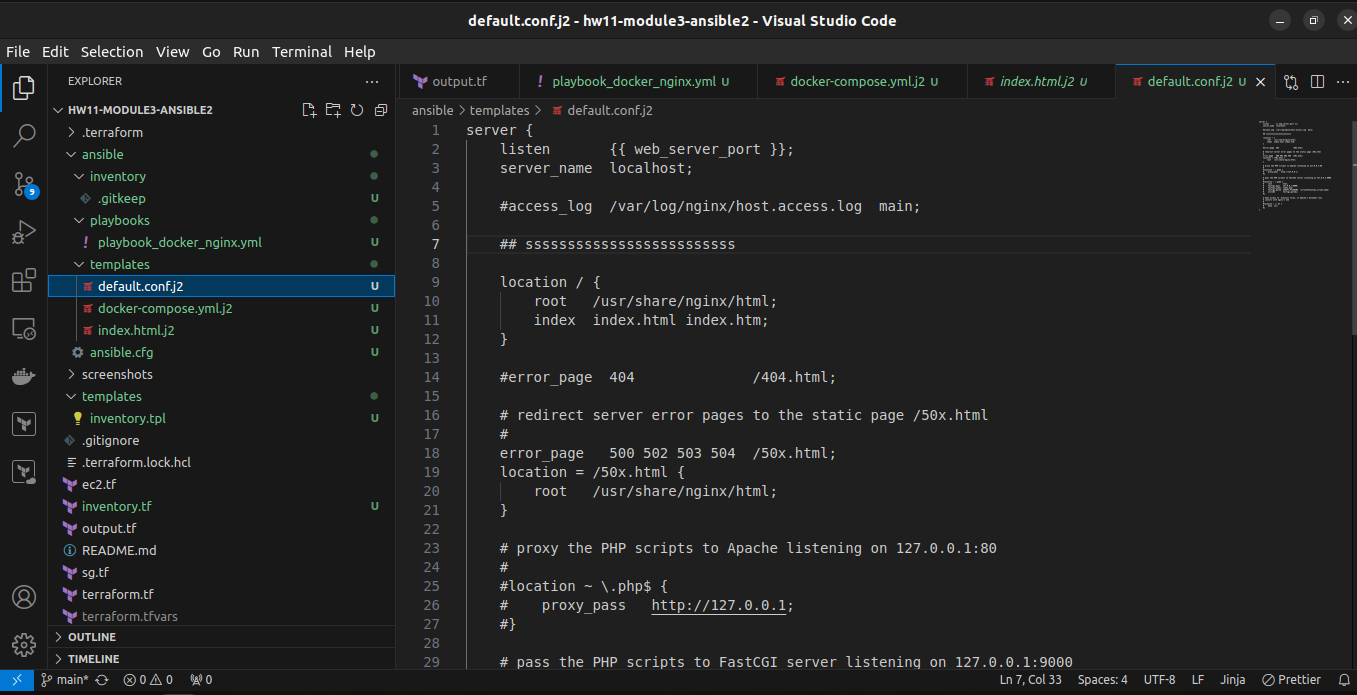 default.conf.j2 - hw11-module3-ansible2 - Visual Studio Code
File Edit Selection View Go Run Terminal Help
EXPLORER
HW11-MODULE3-ANSIBLE2
.terraform
ansible
inventory
.gitkeep U
playbooks
playbook_docker_nginx.yml U
templates
default.conf.j2 U
docker-compose.yml.j2 U
index.html.j2 U
ansible.cfg U
screenshots
templates
inventory.tpl U
.gitignore
.terraform.lock.hcl
ec2.tf
inventory.tf U
output.tf
README.md
sg.tf
terraform.tf
terraform.tfvars
OUTLINE
TIMELINE
9
output.tf
playbook_docker_nginx.yml U
docker-compose.yml.j2 U
index.html.j2 U
default.conf.j2 U
ansible > templates > default.conf.j2
1 server {
2     listen       {{ web_server_port }};
3     server_name  localhost;
4
5     #access_log  /var/log/nginx/host.access.log  main;
6
7     ## sssssssssssssssssssssssss
8
9     location / {
10         root   /usr/share/nginx/html;
11         index  index.html index.htm;
12     }
13
14     #error_page  404              /404.html;
15
16     # redirect server error pages to the static page /50x.html
17     #
18     error_page   500 502 503 504  /50x.html;
19     location = /50x.html {
20         root   /usr/share/nginx/html;
21     }
22
23     # proxy the PHP scripts to Apache listening on 127.0.0.1:80
24     #
25     #location ~ \.php$ {
26     #    proxy_pass   http://127.0.0.1;
27     #}
28
29     # pass the PHP scripts to FastCGI server listening on 127.0.0.1:9000
main* 0 0 0 Ln 7, Col 33 Spaces: 4 UTF-8 LF Jinja Prettier